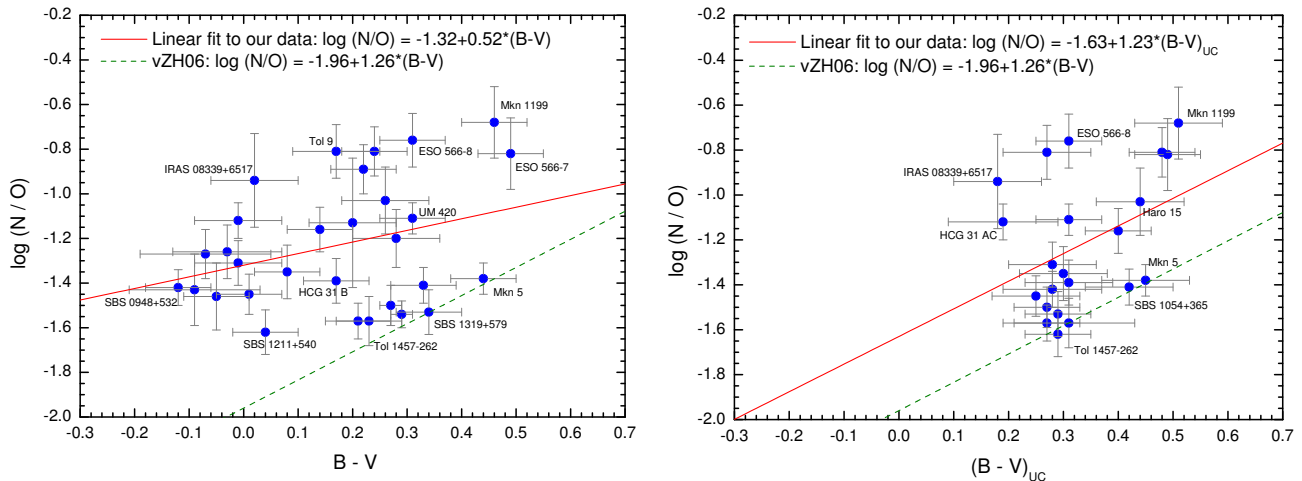 Linear fit to our data: log (N/O) = -1.32+0.52*(B-V)
vZH06: log (N/O) = -1.96+1.26*(B-V)
-0.2
-0.4
-0.6
-0.8
-1.0
-1.2
-1.4
-1.6
-1.8
-2.0
log (N / O)
Mkn 1199
Tol 9
ESO 566-8
ESO 566-7
IRAS 08339+6517
UM 420
HCG 31 B
Mkn 5
SBS 0948+532
SBS 1319+579
SBS 1211+540
Tol 1457-262
-0.3 -0.2 -0.1 0.0 0.1 0.2 0.3 0.4 0.5 0.6 0.7
B - V
Linear fit to our data: log (N/O) = -1.63+1.23*(B-V)UC
vZH06: log (N/O) = -1.96+1.26*(B-V)
-0.2
-0.4
-0.6
-0.8
-1.0
-1.2
-1.4
-1.6
-1.8
-2.0
log (N / O)
Mkn 1199
ESO 566-8
IRAS 08339+6517
Haro 15
HCG 31 AC
Mkn 5
SBS 1054+365
Tol 1457-262
-0.3 -0.2 -0.1 0.0 0.1 0.2 0.3 0.4 0.5 0.6 0.7
(B - V)UC